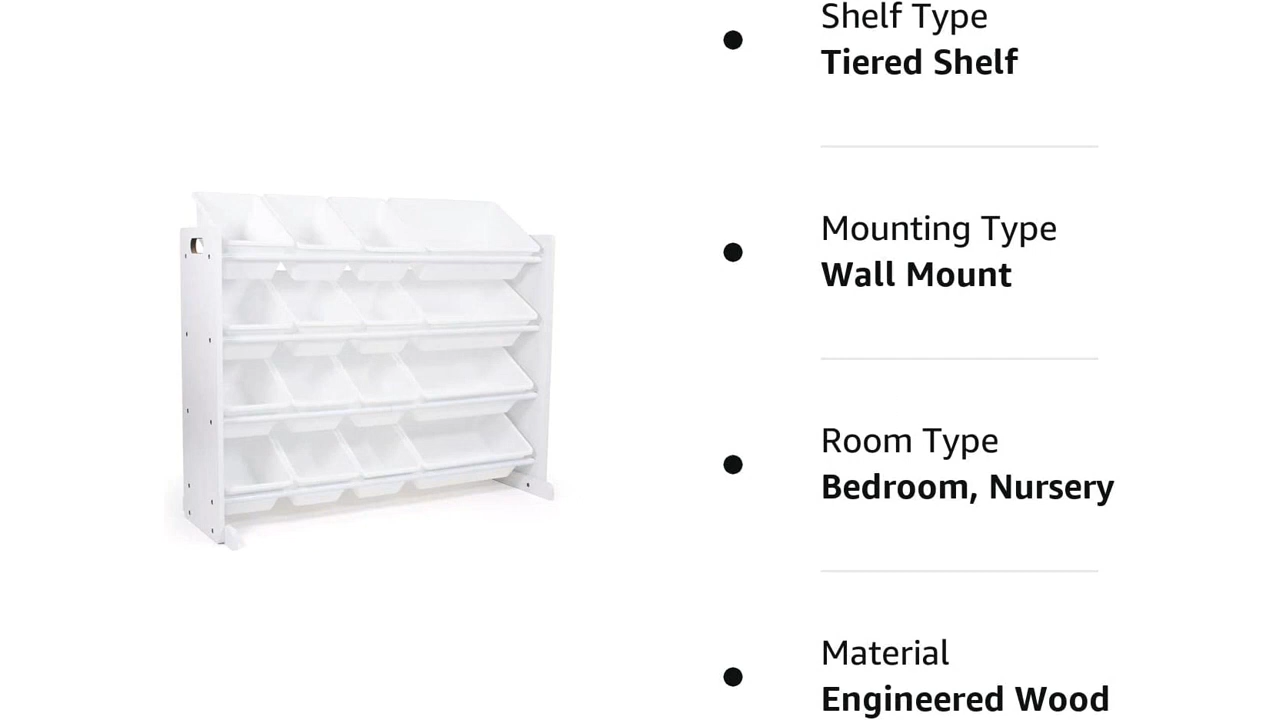 Shelf Type
Tiered Shelf
Mounting Type
Wall Mount
Room Type
Bedroom, Nursery
Material
Engineered Wood